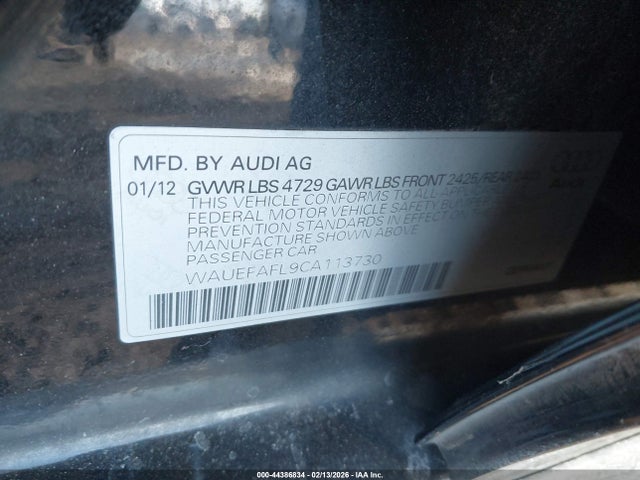 MFD. BY AUDI AG
01/12 GVWR LBS 4729 GAWR LBS FRONT 2425/REAR
THIS VEHICLE CONFORMS TO ALL
FEDERAL MOTOR VEHICLE SAFETY BUMPER
PREVENTION STANDARDS IN EFFECT ON
MANUFACTURE SHOWN ABOVE
PASSENGER CAR
WAUEFAFL9CA113730
000-44386834 - 02/13/2026 - IAA Inc.